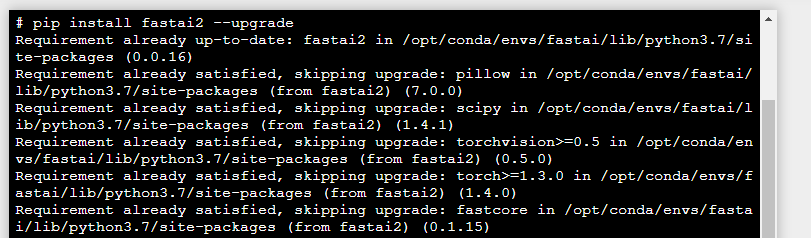 # pip install fastai2 --upgrade
Requirement already up-to-date: fastai2 in /opt/conda/envs/fastai/lib/python3.7/si
te-packages (0.0.16)
Requirement already satisfied, skipping upgrade: pillow in /opt/conda/envs/fastai/
lib/python3.7/site-packages (from fastai2) (7.0.0)
Requirement already satisfied, skipping upgrade: scipy in /opt/conda/envs/fastai/l
ib/python3.7/site-packages (from fastai2) (1.4.1)
Requirement already satisfied, skipping upgrade: torchvision>=0.5 in /opt/conda/en
vs/fastai/lib/python3.7/site-packages (from fastai2) (0.5.0)
Requirement already satisfied, skipping upgrade: torch>=1.3.0 in /opt/conda/envs/f
astai/lib/python3.7/site-packages (from fastai2) (1.4.0)
Requirement already satisfied, skipping upgrade: fastcore in /opt/conda/envs/fasta
i/lib/python3.7/site-packages (from fastai2) (0.1.15)